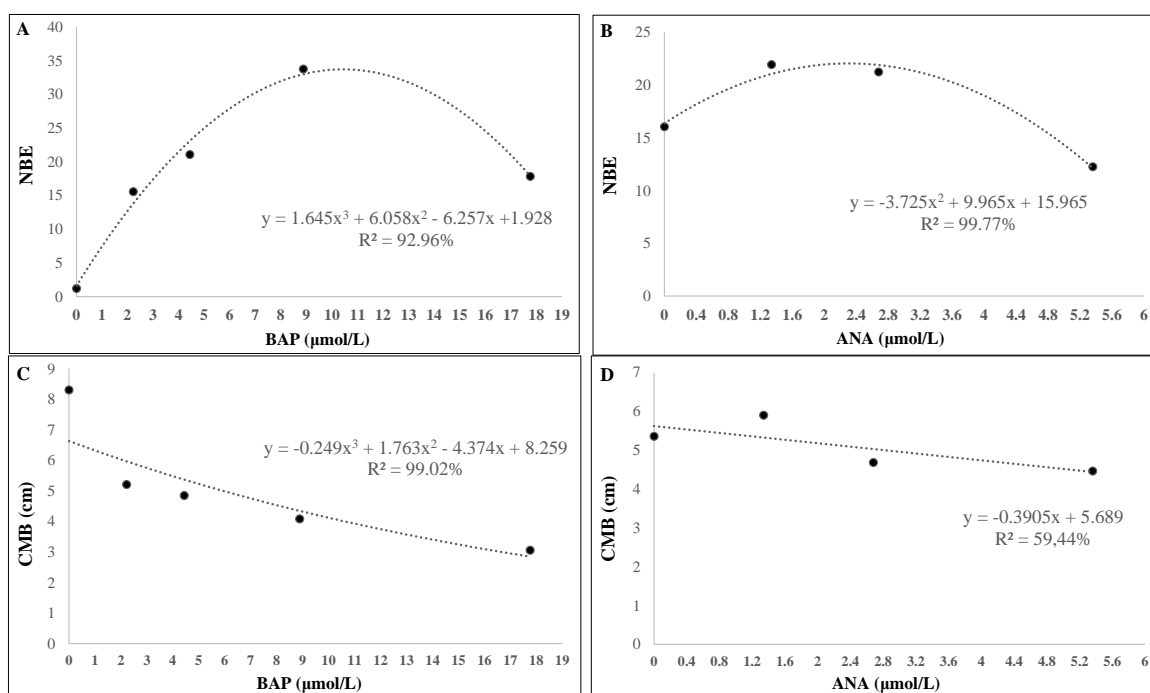 A
40
35
30
25
20
15
10
5
0
NBE
y = 1.645x³ + 6.058x² - 6.257x +1.928
R² = 92.96%
0 1 2 3 4 5 6 7 8 9 10 11 12 13 14 15 16 17 18 19
BAP (µmol/L)
B
25
20
15
10
5
0
NBE
y = -3.725x² + 9.965x + 15.965
R² = 99.77%
0 0.4 0.8 1.2 1.6 2 2.4 2.8 3.2 3.6 4 4.4 4.8 5.2 5.6 6
ANA (µmol/L)
C
9
8
7
6
5
4
3
2
1
0
CMB (cm)
y = -0.249x³ + 1.763x² - 4.374x + 8.259
R² = 99.02%
0 1 2 3 4 5 6 7 8 9 10 11 12 13 14 15 16 17 18 19
BAP (µmol/L)
D
7
6
5
4
3
2
1
0
CMB (cm)
y = -0.3905x + 5.689
R² = 59,44%
0 0.4 0.8 1.2 1.6 2 2.4 2.8 3.2 3.6 4 4.4 4.8 5.2 5.6 6
ANA (µmol/L)